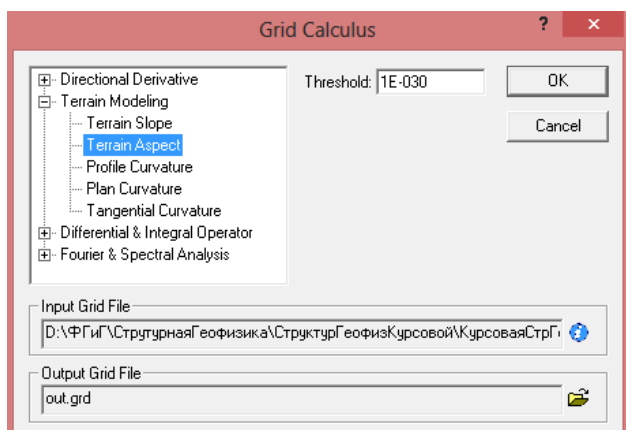 Grid Calculus ? ×
Directional Derivative
Threshold: 1E-030
OK
Terrain Modeling
Terrain Slope
Cancel
Terrain Aspect
Profile Curvature
Plan Curvature
Tangential Curvature
Differential & Integral Operator
Fourier & Spectral Analysis
Input Grid File
D:\ФГиГ\СтрутурнаяГеофизика\СтруктурГеофизКурсовой\КурсоваяСтрГ
Output Grid File
out.grd